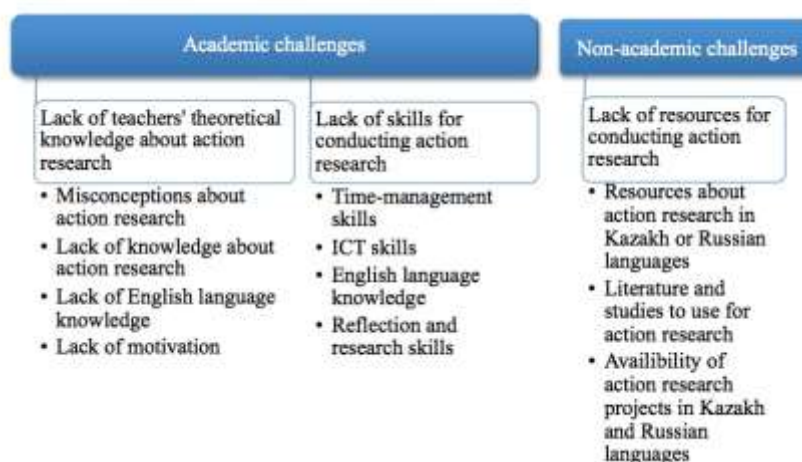 Academic challenges
Lack of teachers' theoretical
knowledge about action
research
• Misconceptions about
action research
• Lack of knowledge about
action research
• Lack of English language
knowledge
• Lack of motivation
Lack of skills for
conducting action
research
• Time-management
skills
• ICT skills
• English language
knowledge
• Reflection and
research skills
Non-academic challenges
Lack of resources for
conducting action
research
• Resources about
action research in
Kazakh or Russian
languages
• Literature and
studies to use for
action research
• Availibility of
action research
projects in Kazakh
and Russian
languages